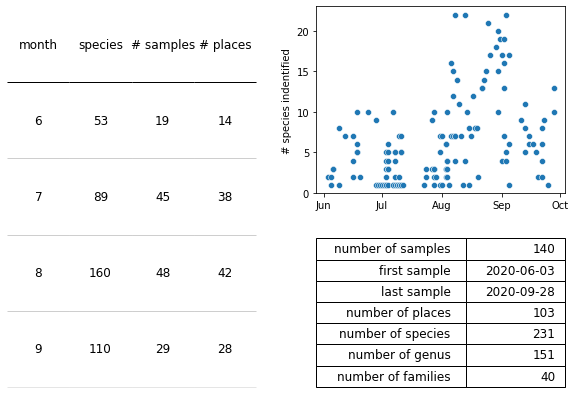 month species # samples # places
6 53 19 14
7 89 45 38
8 160 48 42
9 110 29 28
# species indentified
20
15
10
5
0
Jun Jul Aug Sep Oct
number of samples 140
first sample 2020-06-03
last sample 2020-09-28
number of places 103
number of species 231
number of genus 151
number of families 40